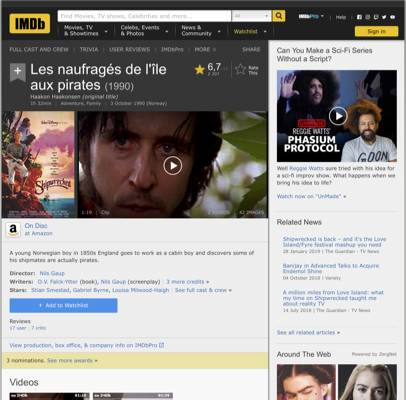 IMDb
Find Movies, TV shows, Celebrities and more...
All
IMDbPro
Help
Movies, TV & Showtimes
Celebs, Events & Photos
News & Community
Watchlist
FULL CAST AND CREW | TRIVIA | USER REVIEWS | IMDbPro | MORE
SHARE
Les naufragés de l'île aux pirates (1990)
Haakon Haakonsen (original title)
1h 32min | Adventure, Family | 3 October 1990 (Norway)
6,7
Rate This
Shipwrecked
1:19 | Clip
2 VIDEOS
42 IMAGES
On Disc
at Amazon
A young Norwegian boy in 1850s England goes to work as a cabin boy and discovers some of his shipmates are actually pirates.
Director: Nils Gaup
Writers: O.V. Falck-Ytter (book), Nils Gaup (screenplay) | 3 more credits »
Stars: Stian Smestad, Gabriel Byrne, Louisa Milwood-Haigh | See full cast & crew »
+ Add to Watchlist
Reviews
17 user | 7 critic
View production, box office, & company info on IMDbPro
3 nominations. See more awards »
Videos
Can You Make a Sci-Fi Series Without a Script?
REGGIE WATTS'
PHASIUM PROTOCOL
Well Reggie Watts sure tried with his idea for a sci-fi improv show. What happens when we bring his idea to life?
Watch now on "UnMade" »
Related News
Shipwrecked is back – and it's the Love Island/Fyre festival mashup you need
28 January 2019 | The Guardian - TV News
Banijay in Advanced Talks to Acquire Endemol Shine
04 October 2018 | Variety
A million miles from Love Island: what my time on Shipwrecked taught me about reality TV
14 July 2018 | The Guardian - TV News
See all related articles »
Around The Web
Powered by ZergNet